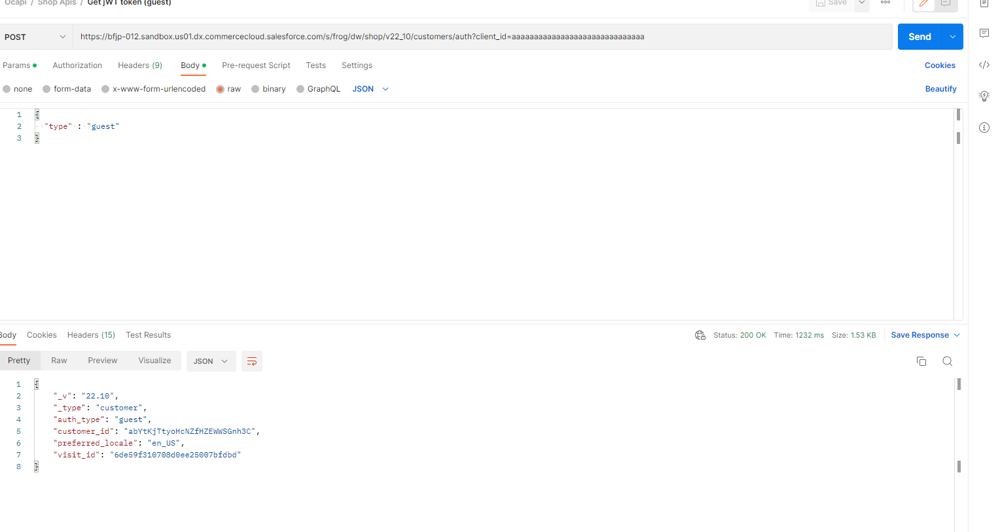 Ocapi / Shop Apis / Get jWT token (guest)
Save
POST
https://bfjp-012.sandbox.us01.dx.commercecloud.salesforce.com/s/frog/dw/shop/v22_10/customers/auth?client_id=aaaaaaaaaaaaaaaaaaaaaaaaaaaaaa
Send
Params Authorization Headers (9) Body Pre-request Script Tests Settings Cookies
none form-data x-www-form-urlencoded raw binary GraphQL JSON Beautify
1 {
2 "type" : "guest"
3 }
Body Cookies Headers (15) Test Results Status: 200 OK Time: 1232 ms Size: 1.53 KB Save Response
Pretty Raw Preview Visualize JSON
1 {
2 "_v": "22.10",
3 "_type": "customer",
4 "auth_type": "guest",
5 "customer_id": "abYtKjTtyoHcNZfHZEWWSGnh3C",
6 "preferred_locale": "en_US",
7 "visit_id": "6de59f310708d0ee25007bfdbd"
8 }